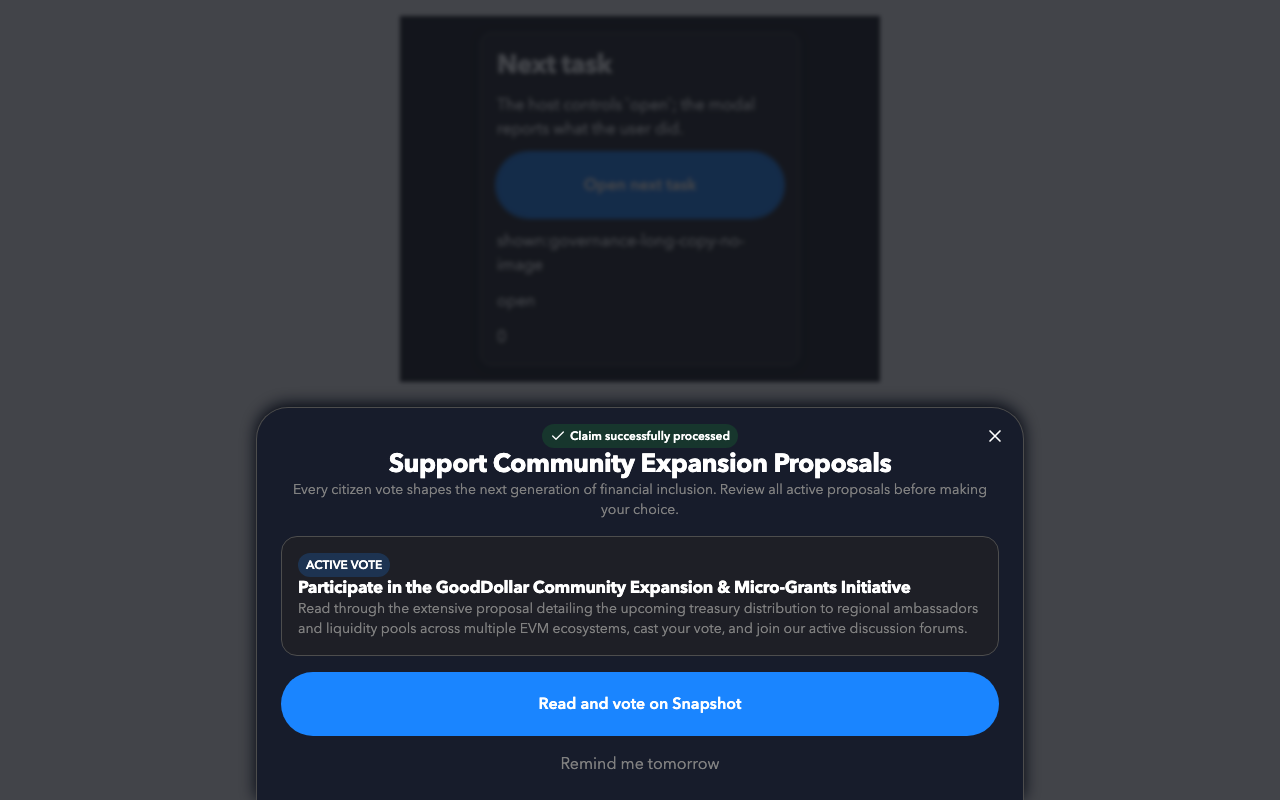 Next task
The host controls `open`; the modal
reports what the user did.
Open next task
shown:governance-long-copy-no-
image
open
0
Claim successfully processed
Support Community Expansion Proposals
Every citizen vote shapes the next generation of financial inclusion. Review all active proposals before making
your choice.
ACTIVE VOTE
Participate in the GoodDollar Community Expansion & Micro-Grants Initiative
Read through the extensive proposal detailing the upcoming treasury distribution to regional ambassadors
and liquidity pools across multiple EVM ecosystems, cast your vote, and join our active discussion forums.
Read and vote on Snapshot
Remind me tomorrow